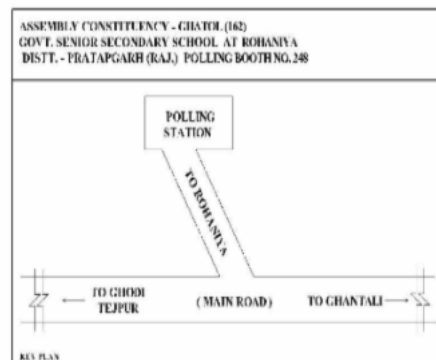 ASSEMBLY CONSTITUENCY - GHATOL (162)
GOVT. SENIOR SECONDARY SCHOOL AT ROHANIYA
DISTT. - PRATAPGARH (RAJ.) POLLING BOOTH NO. 248
POLLING
STATION
TO ROHANIYA
TO GHODI
TEJPUR
(MAIN ROAD)
TO GHANTALI
KEY PLAN